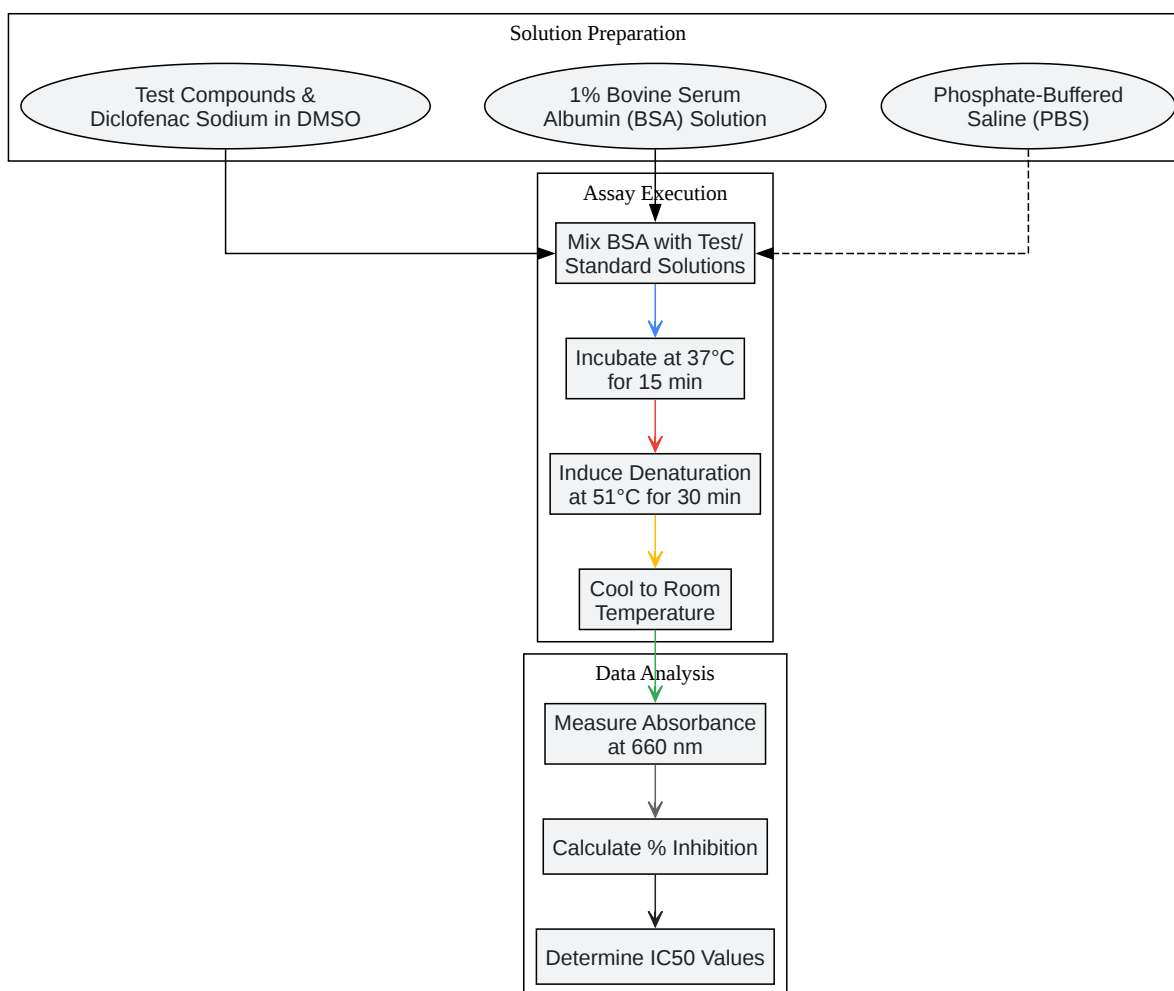 Solution Preparation
Test Compounds &
Diclofenac Sodium in DMSO
1% Bovine Serum
Albumin (BSA) Solution
Phosphate-Buffered
Saline (PBS)
Assay Execution
Mix BSA with Test/
Standard Solutions
Incubate at 37°C
for 15 min
Induce Denaturation
at 51°C for 30 min
Cool to Room
Temperature
Data Analysis
Measure Absorbance
at 660 nm
Calculate % Inhibition
Determine IC50 Values